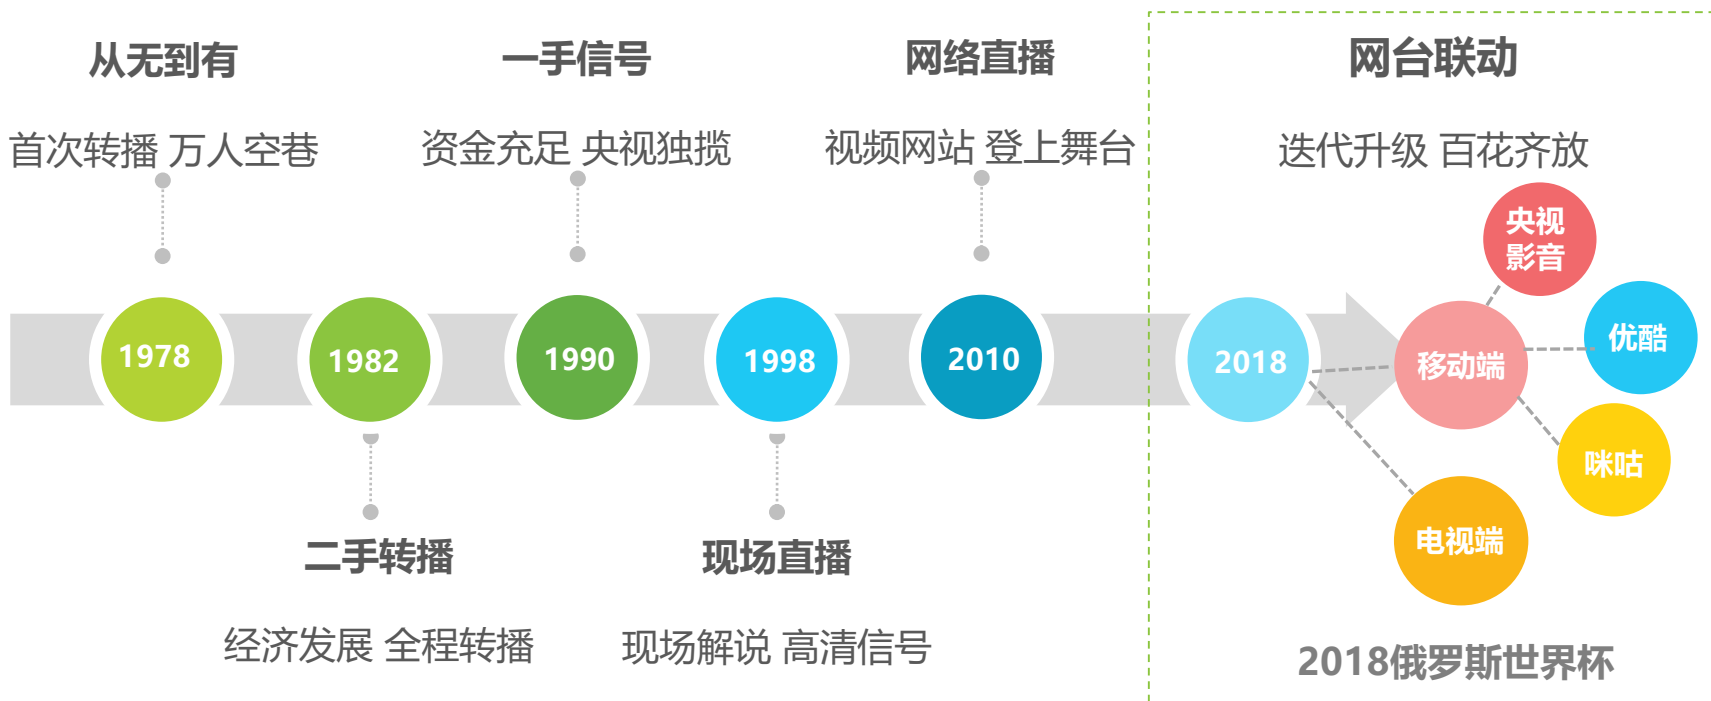 从无到有
首次转播 万人空巷
一手信号
资金充足 央视独揽
网络直播
视频网站 登上舞台
网台联动
迭代升级 百花齐放
1978
1982
1990
1998
2010
2018
移动端
央视
影音
优酷
咪咕
电视端
二手转播
经济发展 全程转播
现场直播
现场解说 高清信号
2018俄罗斯世界杯